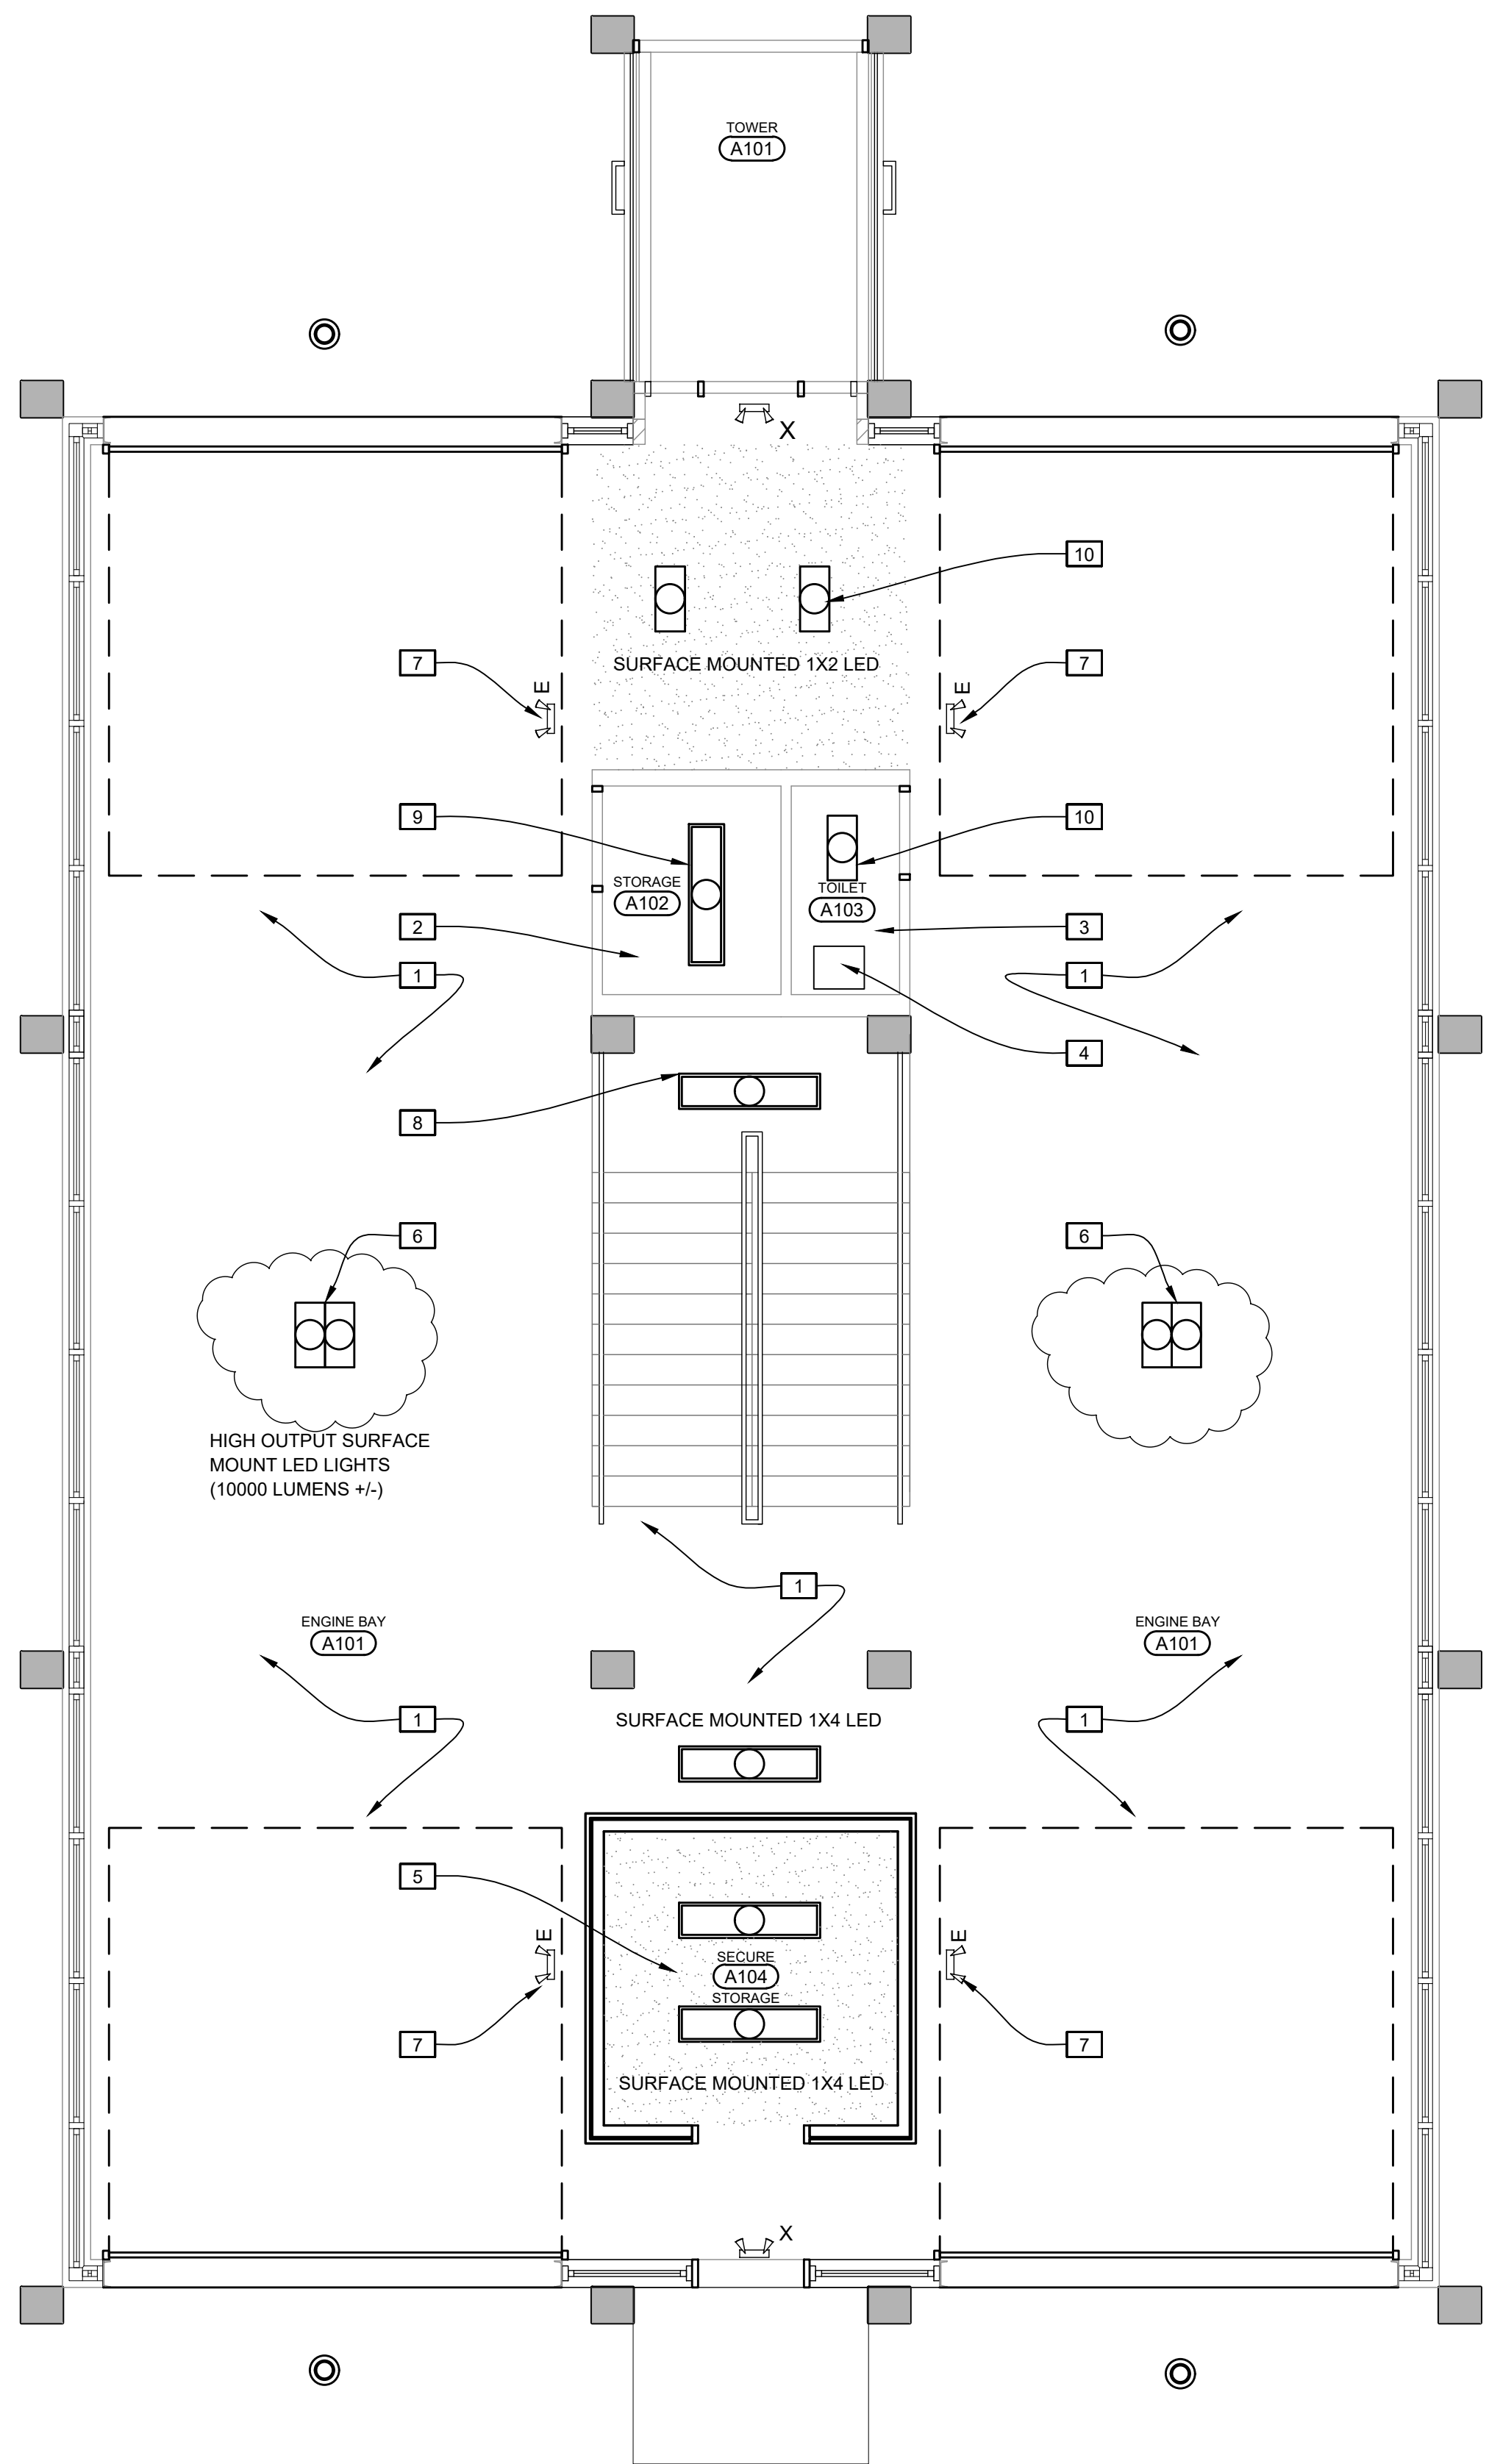 TOWER
A101
X
10
7
E
E
7
SURFACE MOUNTED 1X2 LED
9
10
STORAGE
A102
TOILET
A103
2
3
1
1
4
8
6
6
HIGH OUTPUT SURFACE
MOUNT LED LIGHTS
(10000 LUMENS +/-)
1
ENGINE BAY
A101
ENGINE BAY
A101
1
SURFACE MOUNTED 1X4 LED
1
5
E
E
SECURE
A104
STORAGE
7
7
SURFACE MOUNTED 1X4 LED
X